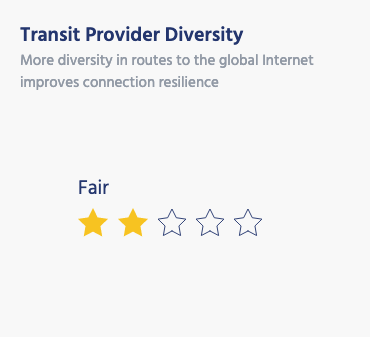 Transit Provider Diversity
More diversity in routes to the global Internet
improves connection resilience
Fair